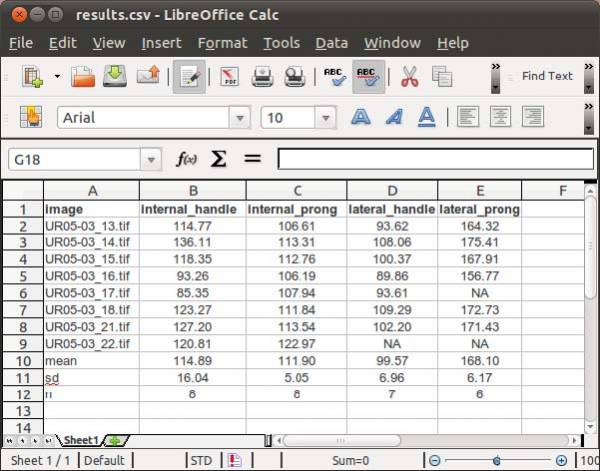 results.csv - LibreOffice Calc
File Edit View Insert Format Tools Data Window Help
PDF ABC ABC Find Text
Arial 10 A A A
G18 f(x) Σ =
A B C D E F
1 image internal_handle internal_prong lateral_handle lateral_prong
2 UR05-03_13.tif 114.77 106.61 93.62 164.32
3 UR05-03_14.tif 136.11 113.31 108.06 175.41
4 UR05-03_15.tif 118.35 112.76 100.37 167.91
5 UR05-03_16.tif 93.26 106.19 89.86 156.77
6 UR05-03_17.tif 85.35 107.94 93.61 NA
7 UR05-03_18.tif 123.27 111.84 109.29 172.73
8 UR05-03_21.tif 127.20 113.54 102.20 171.43
9 UR05-03_22.tif 120.81 122.97 NA NA
10 mean 114.89 111.90 99.57 168.10
11 sd 16.04 5.05 6.96 6.17
12 n 8 8 7 6
13
14
Sheet1
Sheet 1 / 1 Default STD Sum=0 100